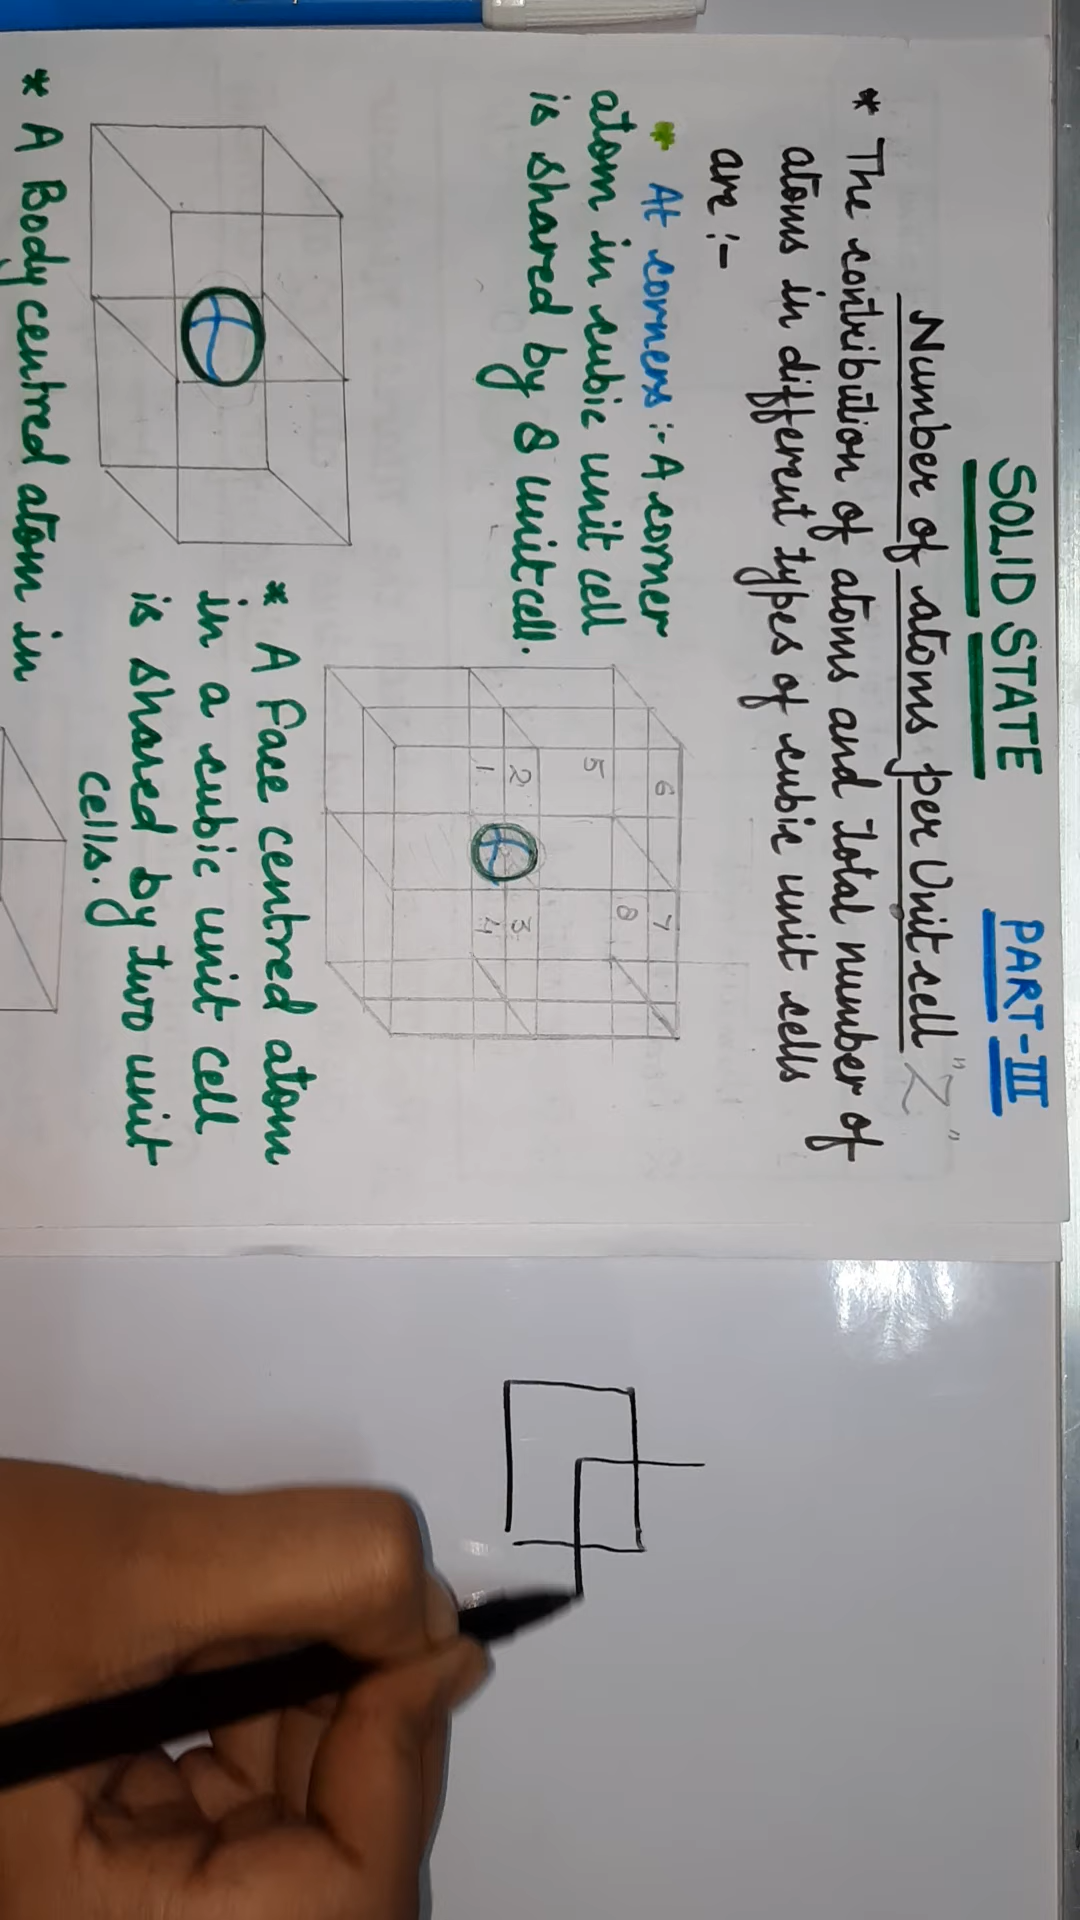 SOLID STATE PART-III
Number of atoms per Unit cell "Z"
* The contribution of atoms and total number of
atoms in different types of cubic unit cells
are :-
* At corners :- A corner
atom in cubic unit cell
is shared by 8 unit cell.
5 6 7 8
1 2 3 4
* A face centred atom
in a cubic unit cell
is shared by two unit
cells.
* A Body centred atom in